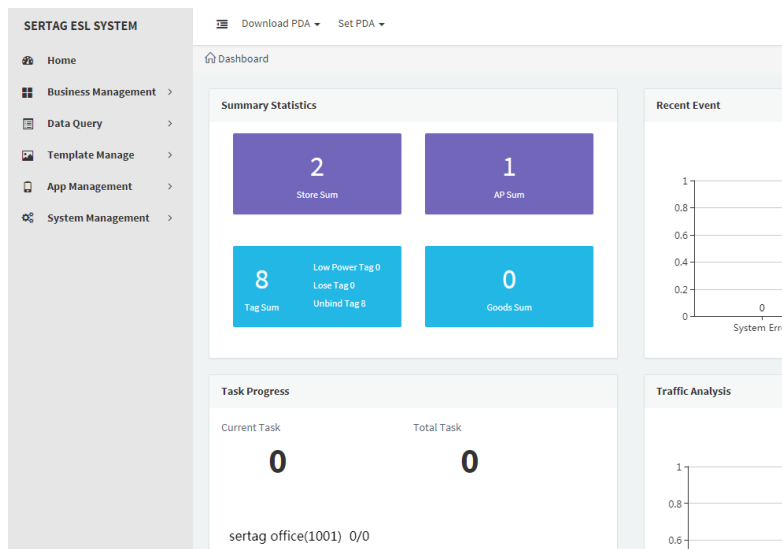 SERTAG ESL SYSTEM
Download PDA
Set PDA
Home
Business Management
Data Query
Template Manage
App Management
System Management
Dashboard
Summary Statistics
2
Store Sum
1
AP Sum
8
Tag Sum
Low Power Tag 0
Lose Tag 0
Unbind Tag 8
0
Goods Sum
Recent Event
1
0.8
0.6
0.4
0.2
0
0
System Erro
Task Progress
Current Task
0
Total Task
0
sertag office(1001) 0/0
Traffic Analysis
1
0.8
0.6